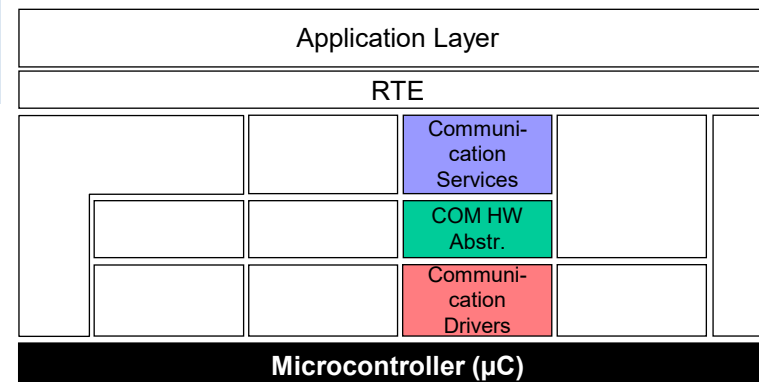 Application Layer
RTE
Communi-
cation
Services
COM HW
Abstr.
Communi-
cation
Drivers
Microcontroller (µC)